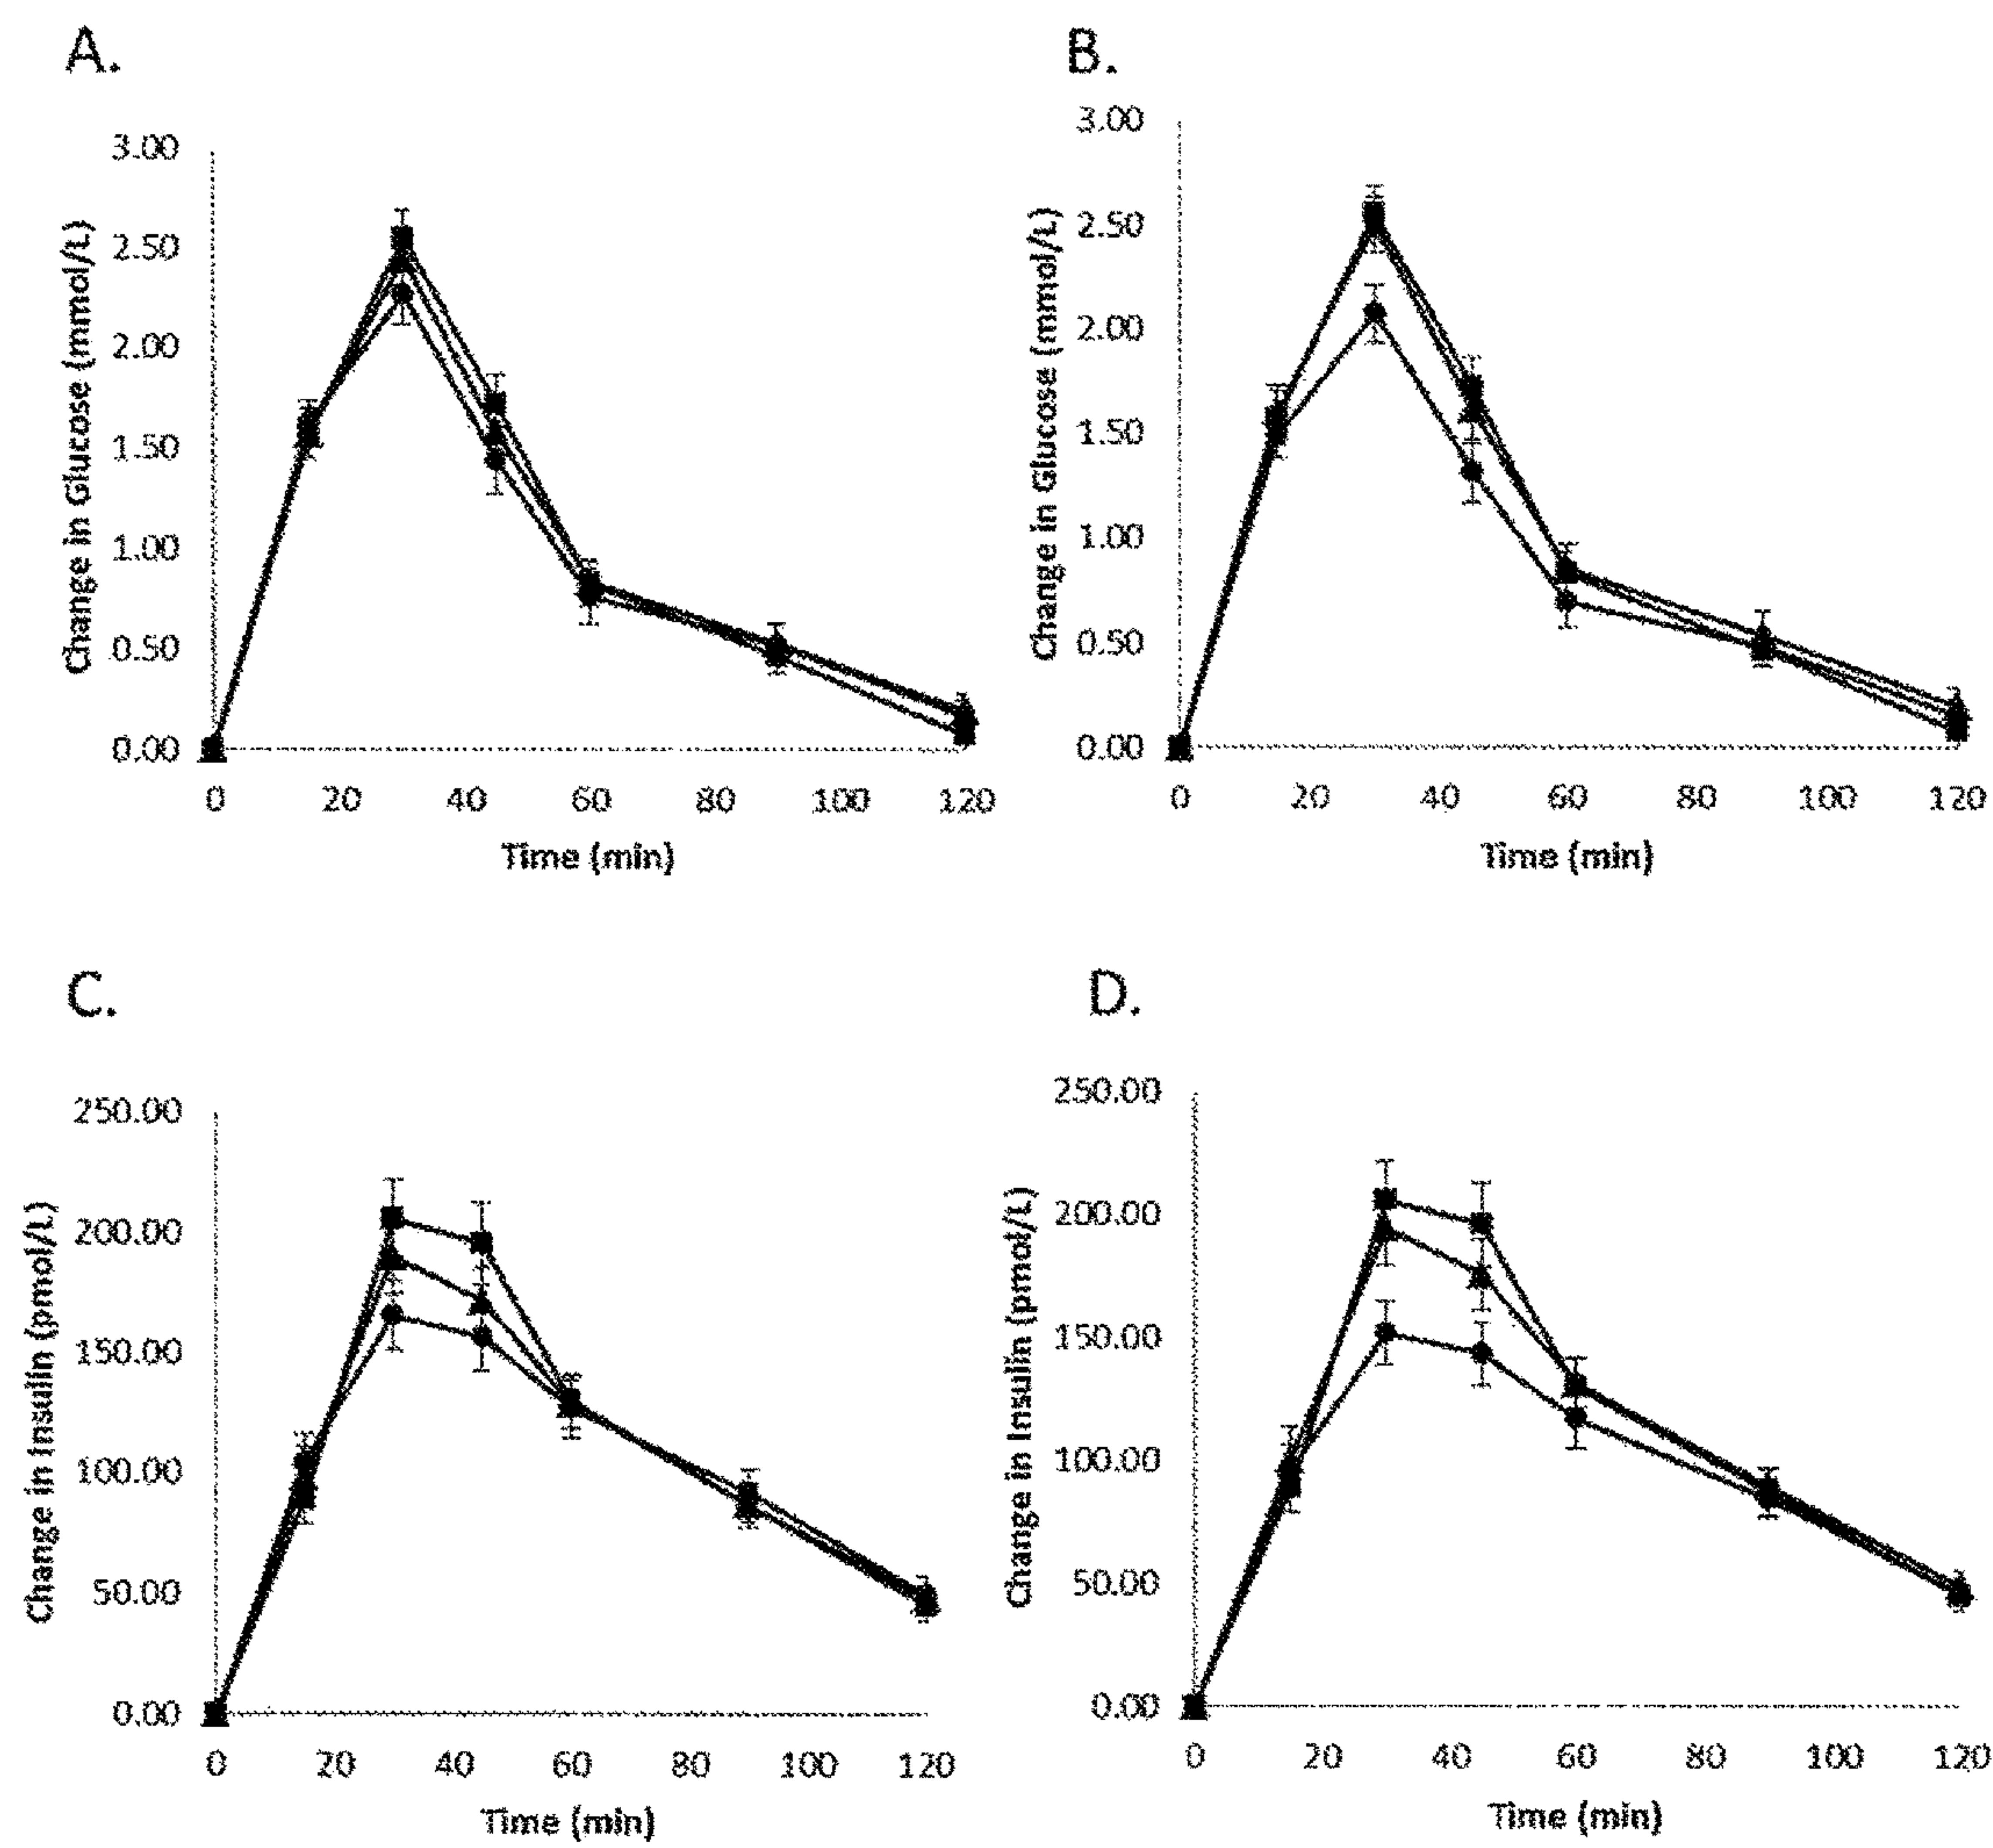 A.
3.00
2.50
2.00
1.50
1.00
0.50
0.00
Change in Glucose (mmol/L)
0 20 40 60 80 100 120
Time (min)
B.
3.00
2.50
2.00
1.50
1.00
0.50
0.00
Change in Glucose (mmol/L)
0 20 40 60 80 100 120
Time (min)
C.
250.00
200.00
150.00
100.00
50.00
0.00
Change in Insulin (pmol/L)
0 20 40 60 80 100 120
Time (min)
D.
250.00
200.00
150.00
100.00
50.00
0.00
Change in Insulin (pmol/L)
0 20 40 60 80 100 120
Time (min)